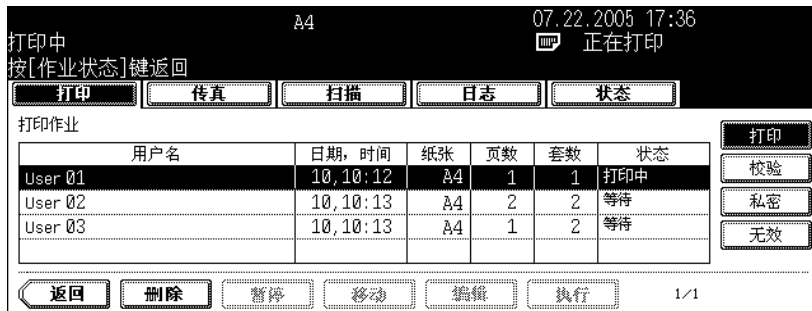 A4 07.22.2005 17:36
打印中 正在打印
按[作业状态]键返回
打印 传真 扫描 日志 状态
打印作业
打印
用户名 日期，时间 纸张 页数 套数 状态
User 01 10,10:12 A4 1 1 打印中
校验
User 02 10,10:13 A4 2 2 等待
私密
User 03 10,10:13 A4 1 2 等待
无效
返回 删除 暂停 移动 编辑 执行 1/1